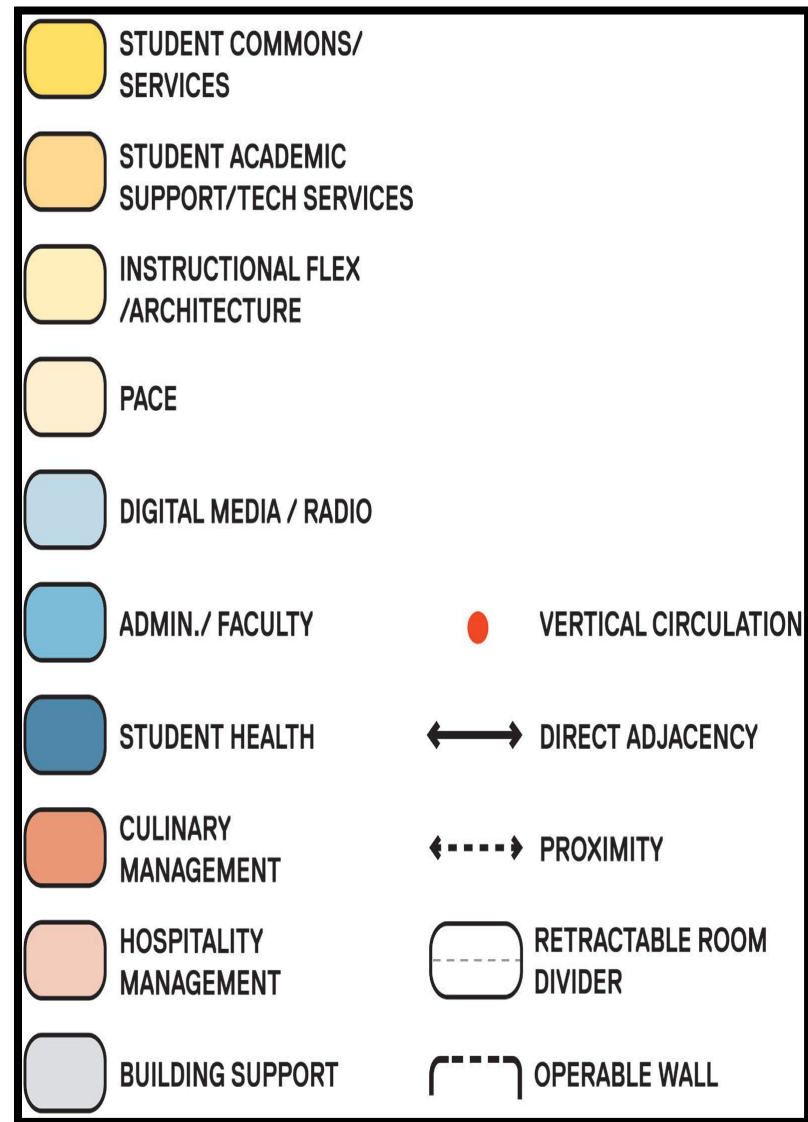 STUDENT COMMONS/
SERVICES
STUDENT ACADEMIC
SUPPORT/TECH SERVICES
INSTRUCTIONAL FLEX
/ARCHITECTURE
PACE
DIGITAL MEDIA / RADIO
ADMIN./ FACULTY
STUDENT HEALTH
CULINARY
MANAGEMENT
HOSPITALITY
MANAGEMENT
BUILDING SUPPORT
VERTICAL CIRCULATION
DIRECT ADJACENCY
PROXIMITY
RETRACTABLE ROOM
DIVIDER
OPERABLE WALL